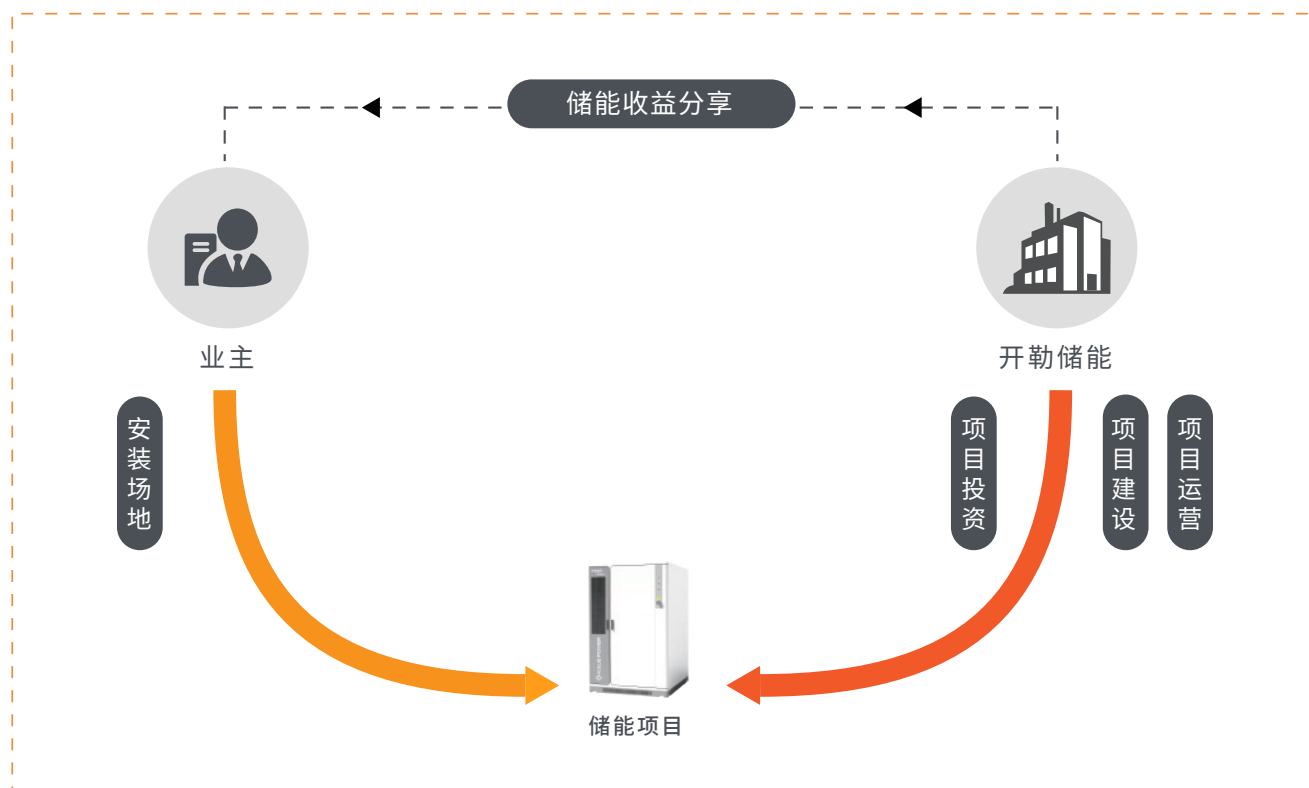 储能收益分享
业主
开勒储能
安装场地
项目投资
项目建设
项目运营
储能项目